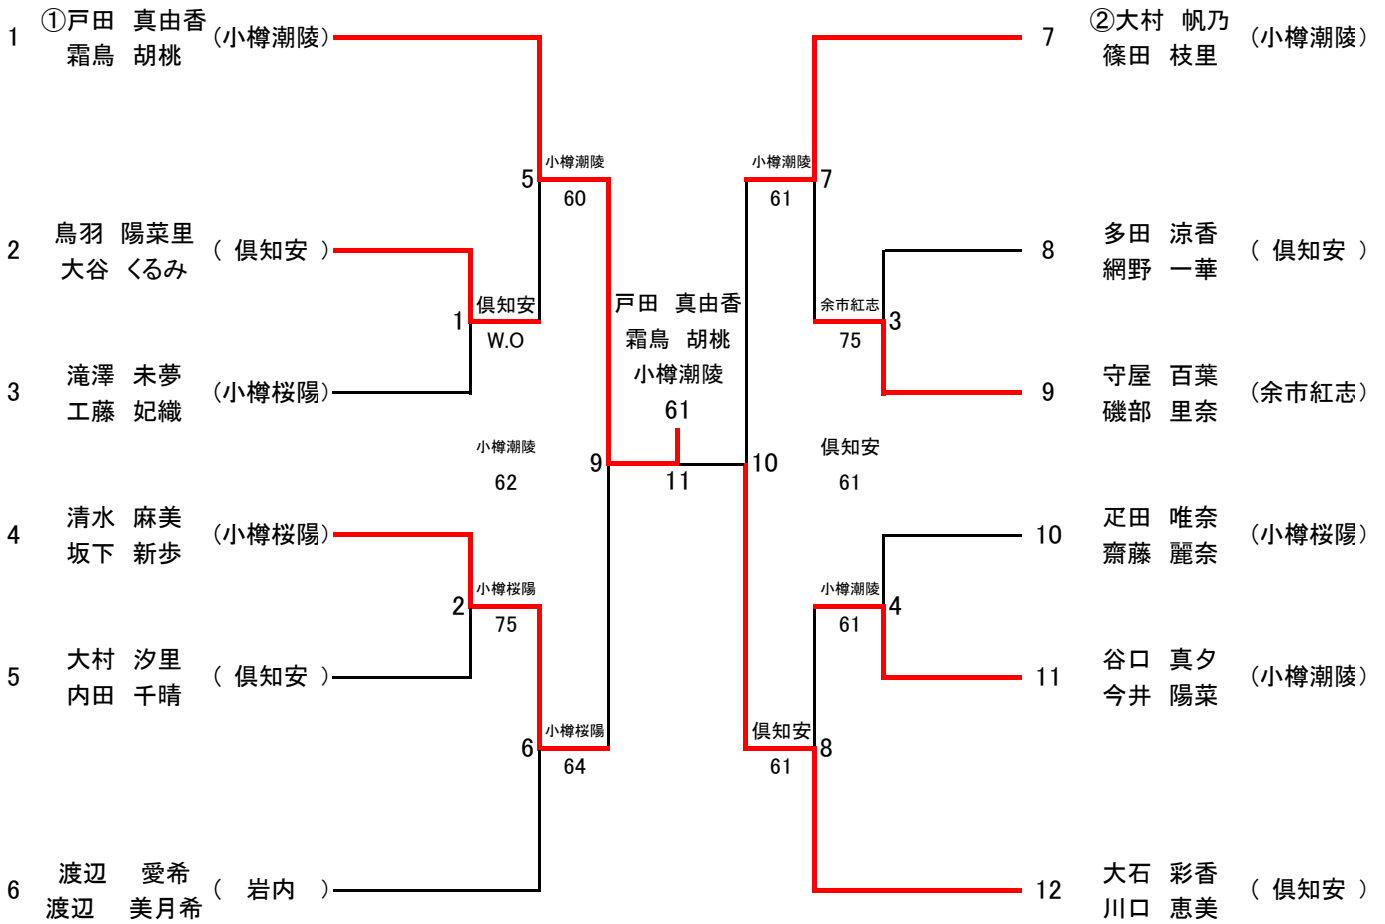 1 ①戸田 真由香 (小樽潮陵)
霜鳥 胡桃
2 鳥羽 陽菜里 ( 倶知安 )
大谷 くるみ
3 滝澤 未夢 (小樽桜陽)
工藤 妃織
4 清水 麻美 (小樽桜陽)
坂下 新歩
5 大村 汐里 ( 倶知安 )
内田 千晴
6 渡辺 愛希 ( 岩内 )
渡辺 美月希
1
倶知安
W.O
2
小樽桜陽
75
5
小樽潮陵
60
6
小樽桜陽
64
小樽潮陵
62
9
戸田 真由香
霜鳥 胡桃
小樽潮陵
61
11
10
倶知安
61
小樽潮陵
61
7
倶知安
61
8
余市紅志
75
3
小樽潮陵
61
4
7 ②大村 帆乃 (小樽潮陵)
篠田 枝里
8 多田 涼香 ( 倶知安 )
網野 一華
9 守屋 百葉 (余市紅志)
磯部 里奈
10 疋田 唯奈 (小樽桜陽)
齋藤 麗奈
11 谷口 真夕 (小樽潮陵)
今井 陽菜
12 大石 彩香 ( 倶知安 )
川口 恵美